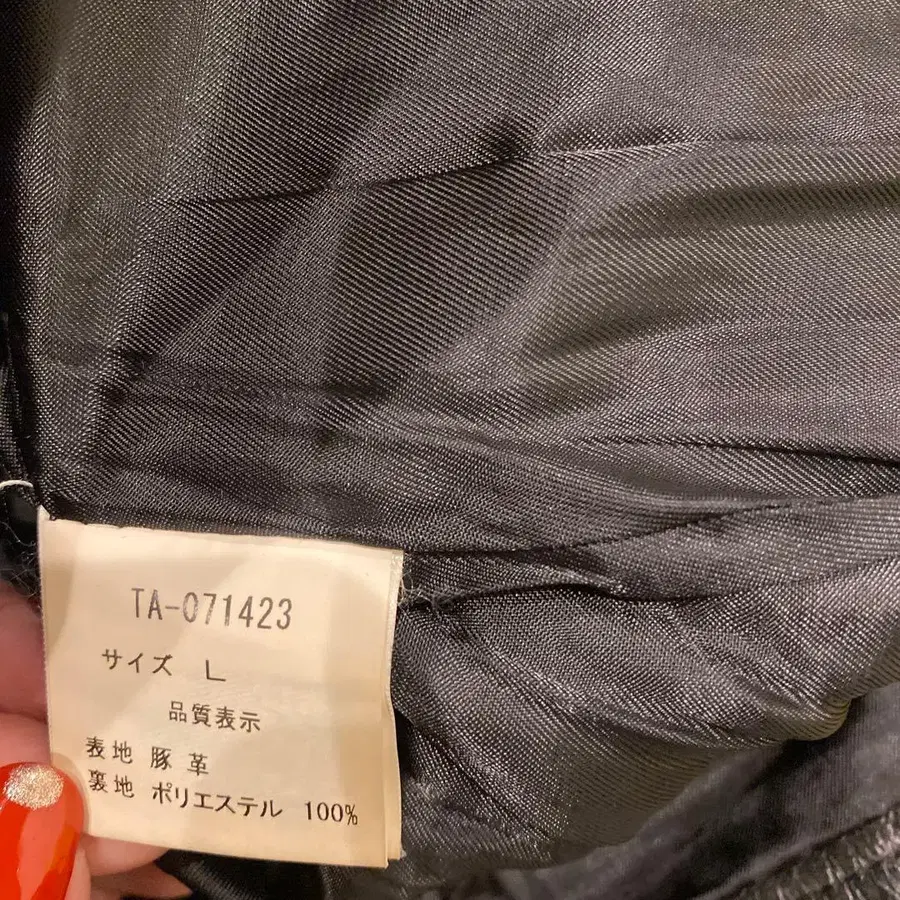 TA-071423
サイズ L
品質表示
表地 豚革
裏地 ポリエステル 100%